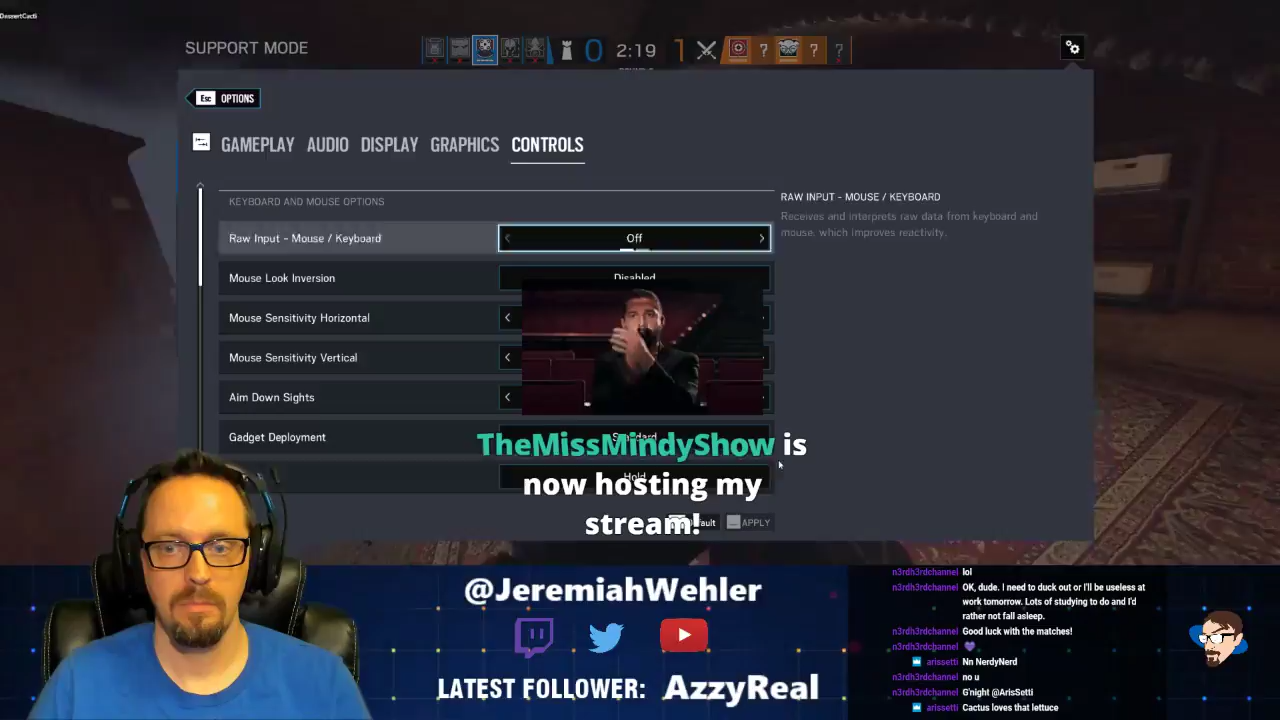 DessertCacti
SUPPORT MODE
0 2:19 1 ? ? ?
Esc OPTIONS
GAMEPLAY AUDIO DISPLAY GRAPHICS CONTROLS
KEYBOARD AND MOUSE OPTIONS
Raw Input - Mouse / Keyboard Off
Mouse Look Inversion Disabled
Mouse Sensitivity Horizontal
Mouse Sensitivity Vertical
Aim Down Sights
Gadget Deployment Standard
Hold
APPLY
RAW INPUT - MOUSE / KEYBOARD
Receives and interprets raw data from keyboard and
mouse, which improves reactivity.
TheMissMindyShow is
now hosting my
stream!
@JeremiahWehler
LATEST FOLLOWER: AzzyReal
n3rdh3rdchannel lol
n3rdh3rdchannel OK, dude. I need to duck out or I'll be useless at
work tomorrow. Lots of studying to do and I'd
rather not fall asleep.
n3rdh3rdchannel Good luck with the matches!
n3rdh3rdchannel
arissetti Nn NerdyNerd
n3rdh3rdchannel no u
n3rdh3rdchannel G'night @ArisSetti
arissetti Cactus loves that lettuce